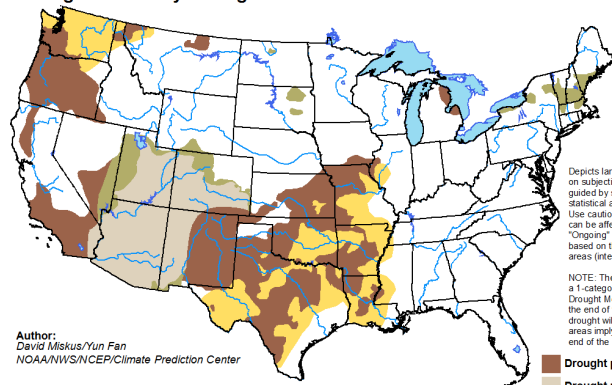 Depicts lar
on subjecti
guided by s
statistical a
Use cautio
can be affe
"Ongoing"
based on t
areas (inte
NOTE: The
a 1-categor
Drought M
the end of
drought wil
areas imply
end of the
Author:
David Miskus/Yun Fan
NOAA/NWS/NCEP/Climate Prediction Center
Drought p